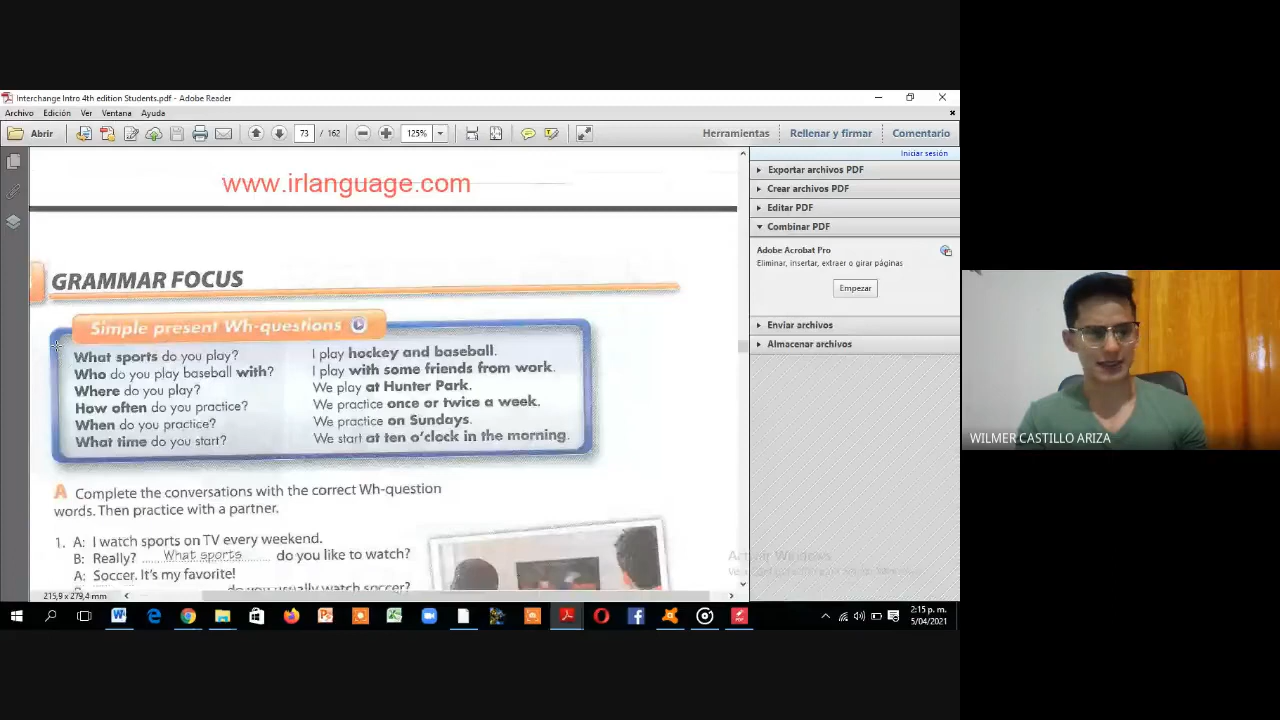 Interchange Intro 4th edition Students.pdf - Adobe Reader
Archivo Edición Ver Ventana Ayuda
Abrir 73 / 162 125% Herramientas Rellenar y firmar Comentario
Iniciar sesión
www.irlanguage.com
Exportar archivos PDF
Crear archivos PDF
Editar PDF
Combinar PDF
Adobe Acrobat Pro
Eliminar, insertar, extraer o girar páginas
Empezar
Enviar archivos
Almacenar archivos
GRAMMAR FOCUS
Simple present Wh-questions
What sports do you play? I play hockey and baseball.
Who do you play baseball with? I play with some friends from work.
Where do you play? We play at Hunter Park.
How often do you practice? We practice once or twice a week.
When do you practice? We practice on Sundays.
What time do you start? We start at ten o'clock in the morning.
A Complete the conversations with the correct Wh-question
words. Then practice with a partner.
1. A: I watch sports on TV every weekend.
B: Really? What sports do you like to watch?
A: Soccer. It's my favorite!
do you usually watch soccer?
Activar Windows
215,9 x 279,4 mm
2:15 p. m.
5/04/2021
WILMER CASTILLO ARIZA